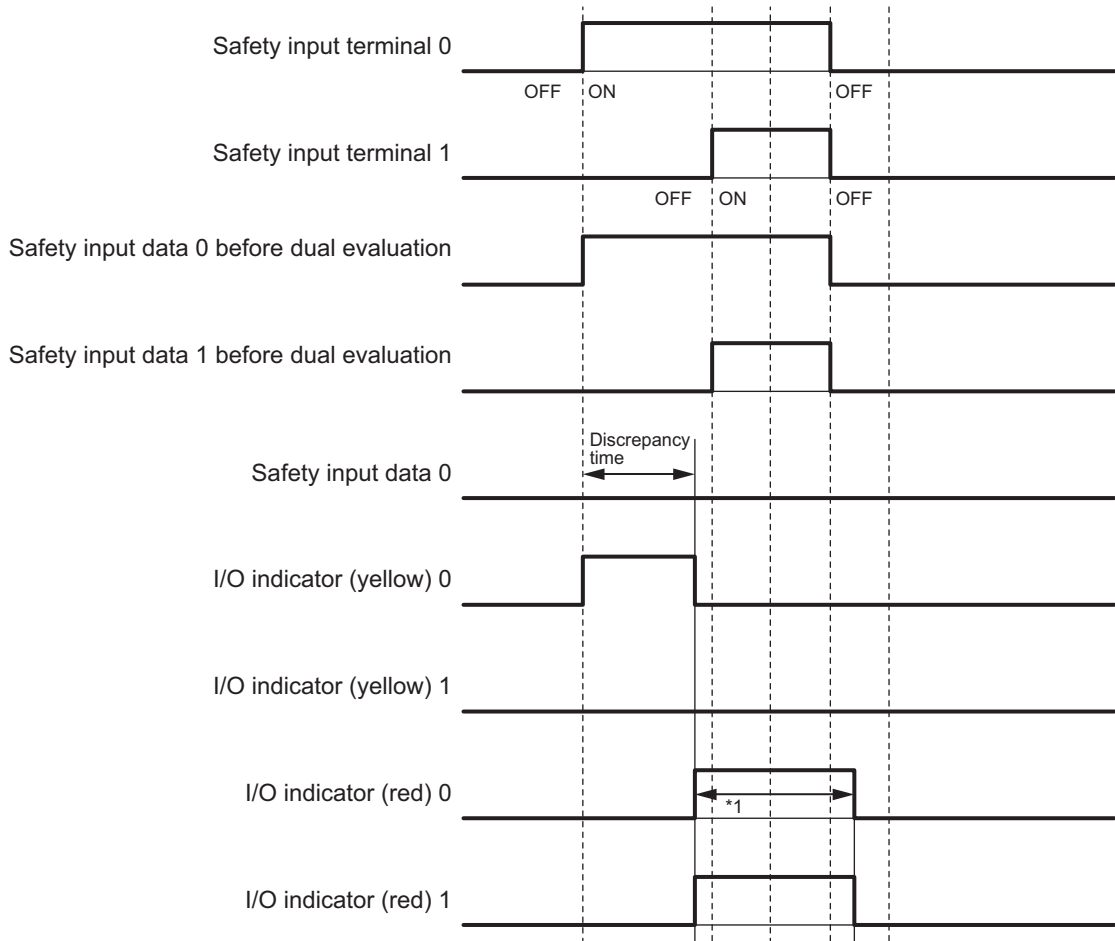 Safety input terminal 0
OFF ON OFF
Safety input terminal 1
OFF ON OFF
Safety input data 0 before dual evaluation
Safety input data 1 before dual evaluation
Discrepancy
time
Safety input data 0
I/O indicator (yellow) 0
I/O indicator (yellow) 1
I/O indicator (red) 0
*1
I/O indicator (red) 1